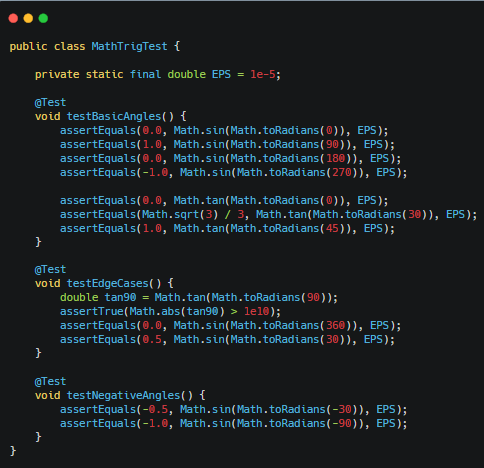 public class MathTrigTest {

    private static final double EPS = 1e-5;

    @Test
    void testBasicAngles() {
        assertEquals(0.0, Math.sin(Math.toRadians(0)), EPS);
        assertEquals(1.0, Math.sin(Math.toRadians(90)), EPS);
        assertEquals(0.0, Math.sin(Math.toRadians(180)), EPS);
        assertEquals(-1.0, Math.sin(Math.toRadians(270)), EPS);

        assertEquals(0.0, Math.tan(Math.toRadians(0)), EPS);
        assertEquals(Math.sqrt(3) / 3, Math.tan(Math.toRadians(30)), EPS);
        assertEquals(1.0, Math.tan(Math.toRadians(45)), EPS);
    }

    @Test
    void testEdgeCases() {
        double tan90 = Math.tan(Math.toRadians(90));
        assertTrue(Math.abs(tan90) > 1e10);
        assertEquals(0.0, Math.sin(Math.toRadians(360)), EPS);
        assertEquals(0.5, Math.sin(Math.toRadians(30)), EPS);
    }

    @Test
    void testNegativeAngles() {
        assertEquals(-0.5, Math.sin(Math.toRadians(-30)), EPS);
        assertEquals(-1.0, Math.sin(Math.toRadians(-90)), EPS);
    }
}